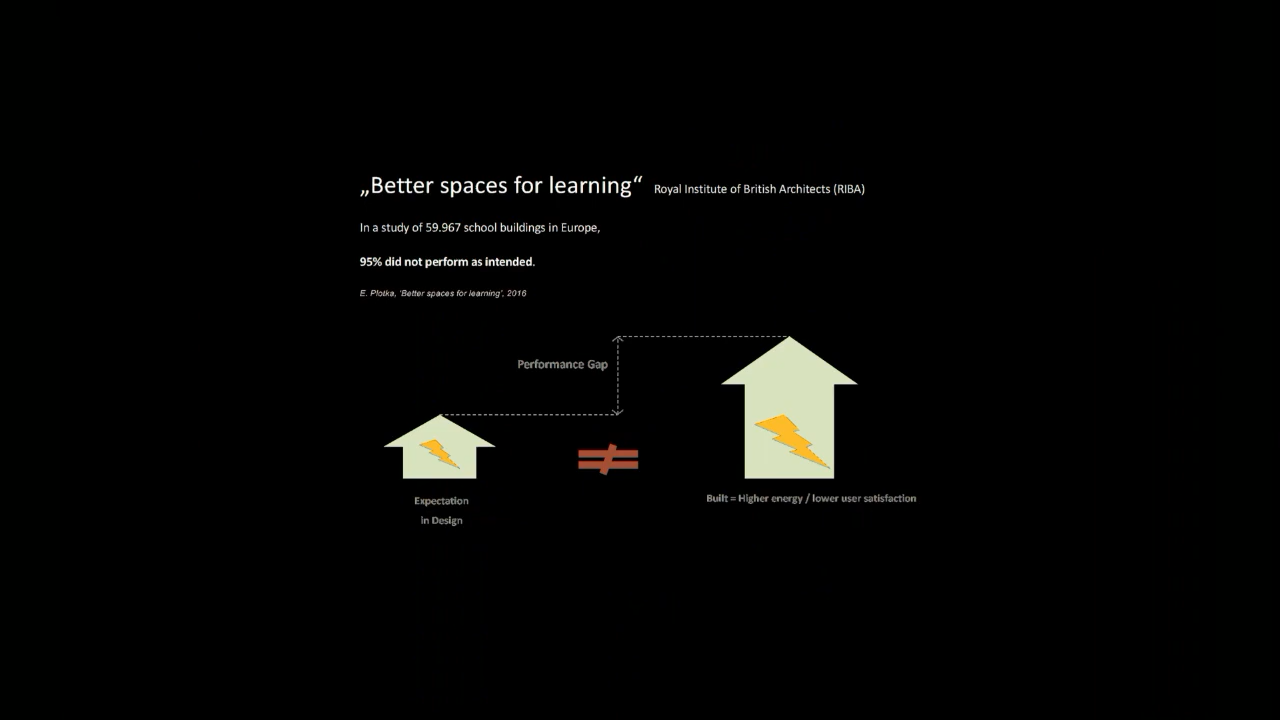 „Better spaces for learning“ Royal Institute of British Architects (RIBA)
In a study of 59.967 school buildings in Europe,
95% did not perform as intended.
E. Plotka, 'Better spaces for learning', 2016
Performance Gap
Expectation
in Design
Built = Higher energy / lower user satisfaction